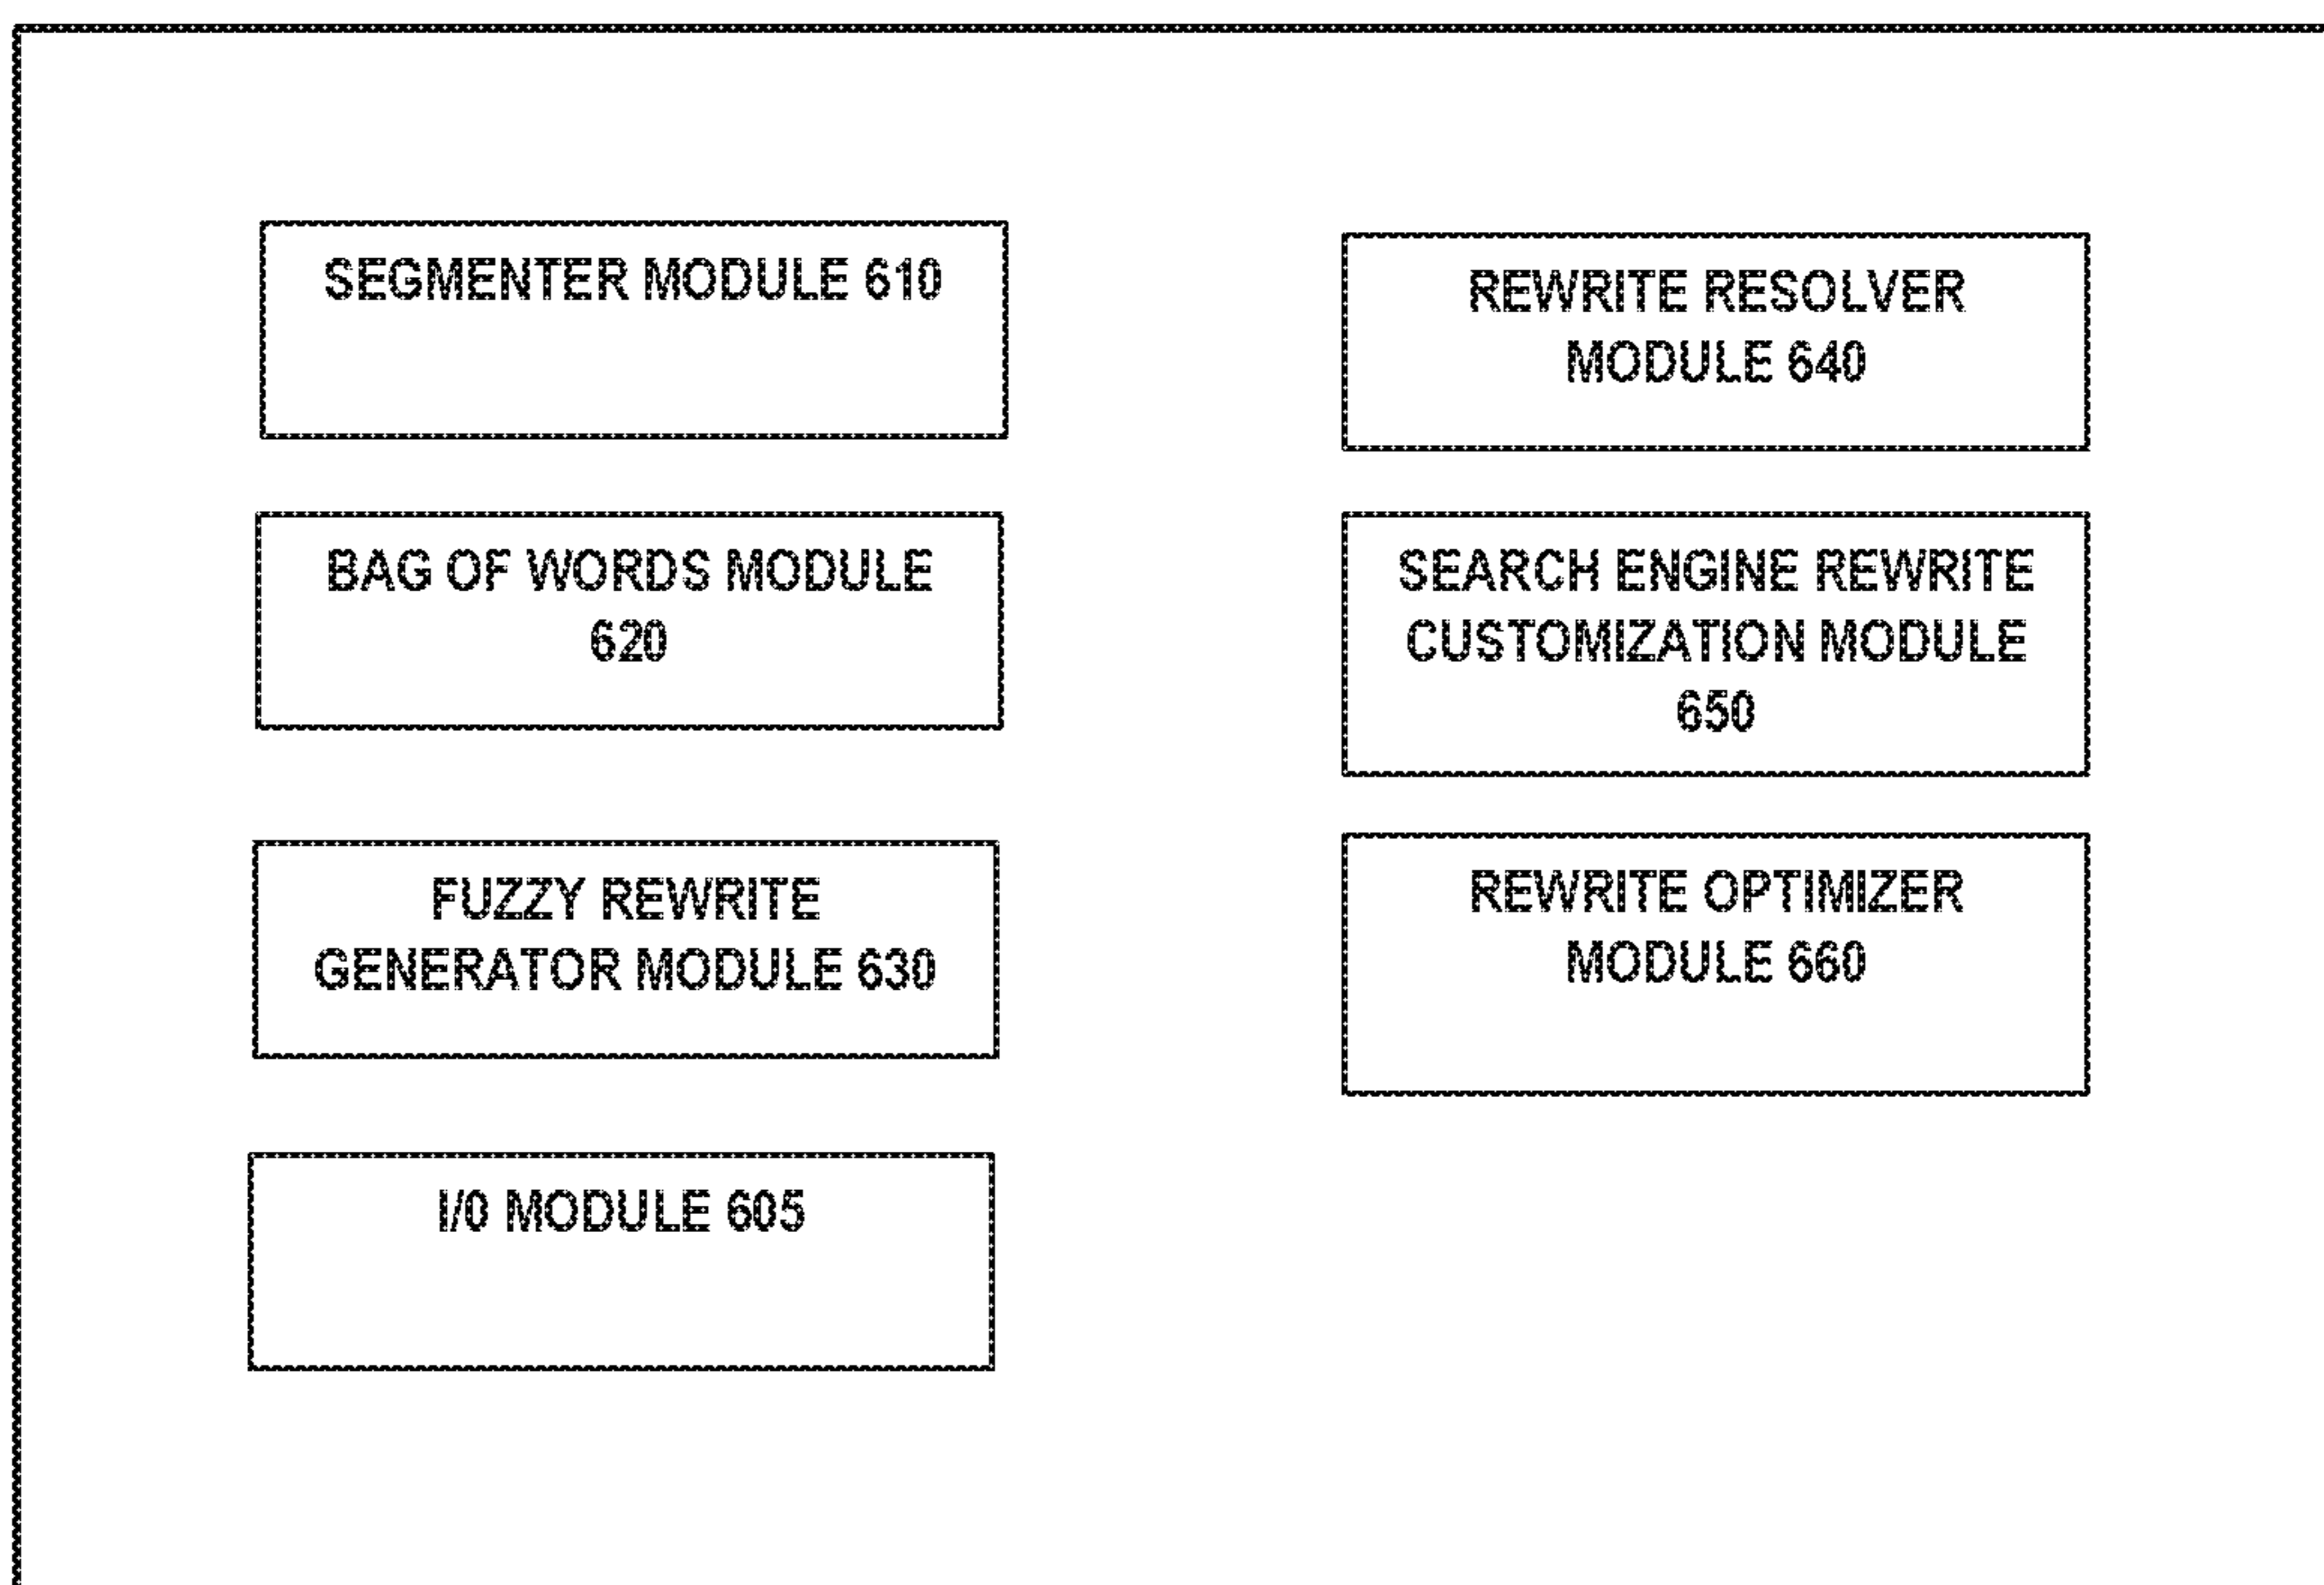 SEGMENTER MODULE 610
BAG OF WORDS MODULE
620
FUZZY REWRITE
GENERATOR MODULE 630
I/0 MODULE 605
REWRITE RESOLVER
MODULE 640
SEARCH ENGINE REWRITE
CUSTOMIZATION MODULE
650
REWRITE OPTIMIZER
MODULE 660